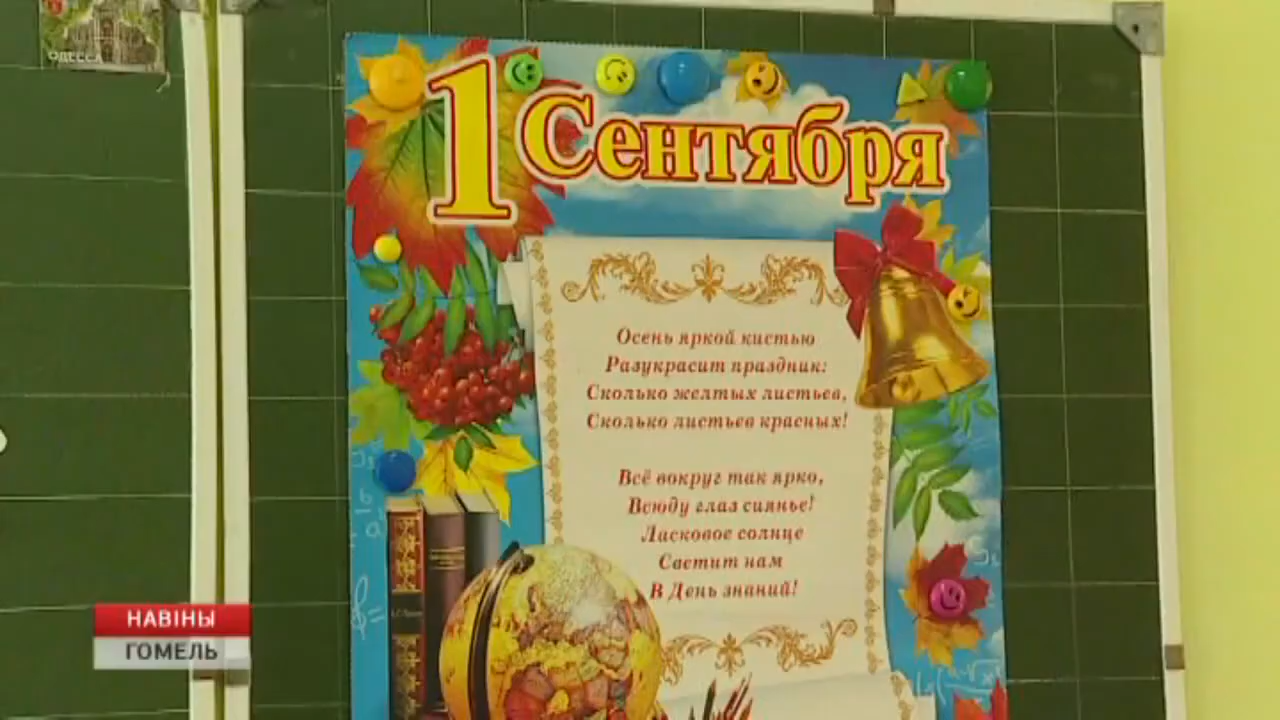 ОДЕССА
1 Сентября
Осень яркой кистью
Разукрасит праздник:
Сколько желтых листьев,
Сколько листьев красных!
Всё вокруг так ярко,
Всюду глаз сиянье!
Ласковое солнце
Светит нам
В День знаний!
НАВІНЫ
ГОМЕЛЬ